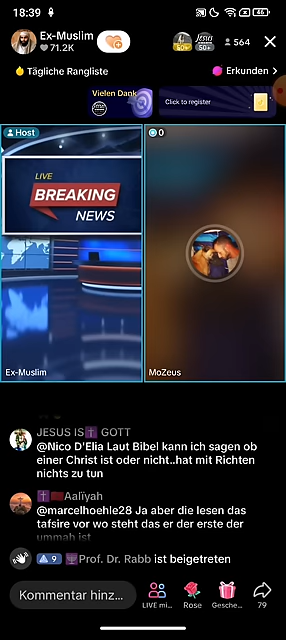 18:39
46
Ex-Muslim
71.2K
50+
564
Tägliche Rangliste
Erkunden >
Vielen Dank
Click to register
Host
0
LIVE
BREAKING
NEWS
Ex-Muslim
MoZeus
JESUS IS✝️ GOTT
@Nico D'Elia Laut Bibel kann ich sagen ob
einer Christ ist oder nicht..hat mit Richten
nichts zu tun
Aaliyah
@marcelhoehle28 Ja aber die lesen das
tafsire vor wo steht das er der erste der
ummah ist
9 Prof. Dr. Rabb ist beigetreten
Kommentar hinz...
LIVE mi...
Rose
Gesche...
79